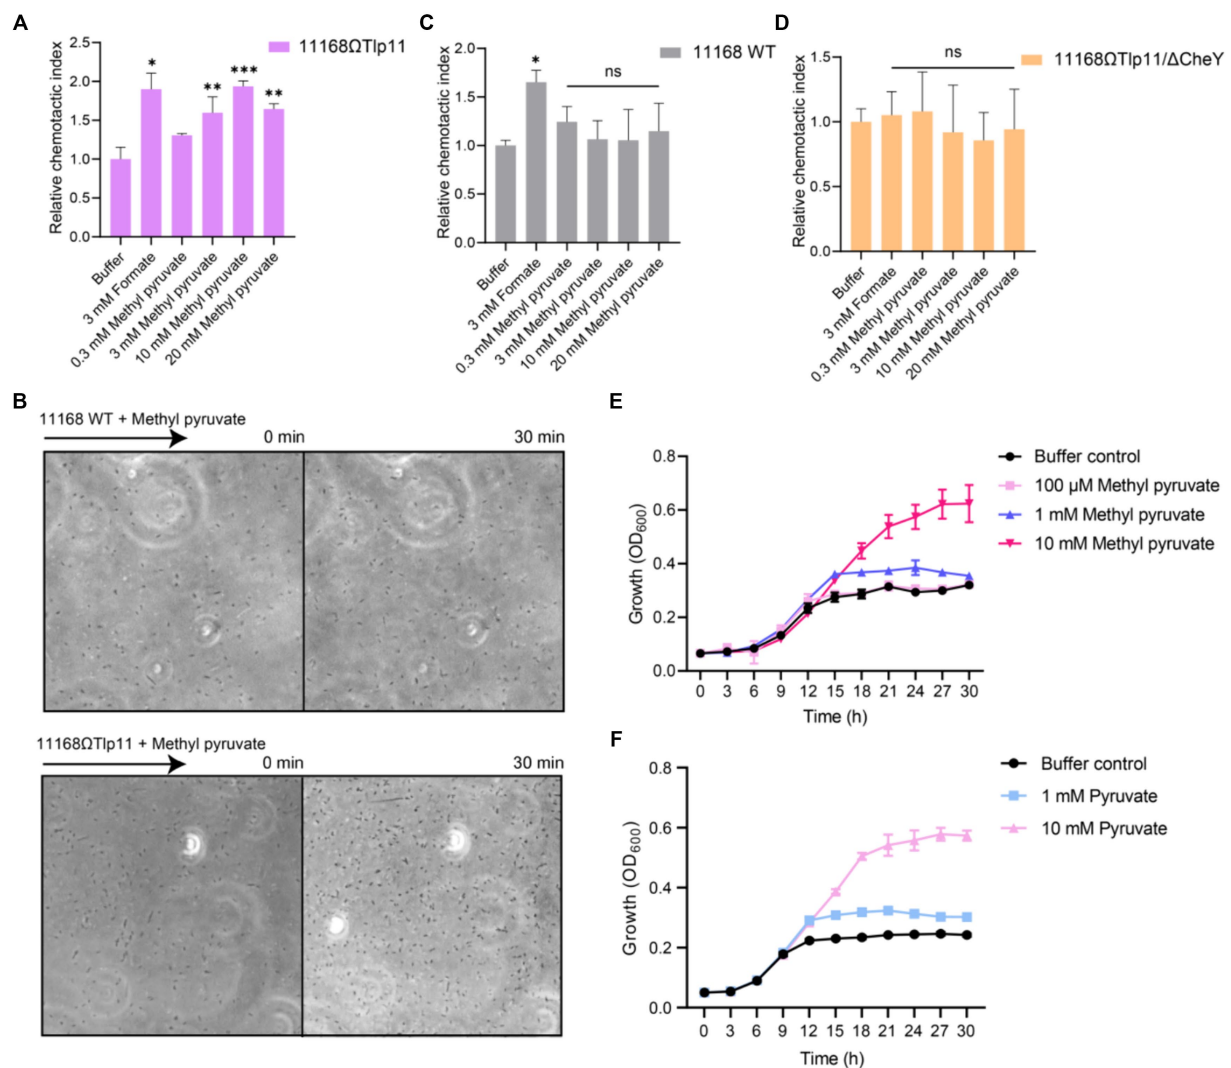 A
2.5
2.0
1.5
1.0
0.5
0.0
Relative chemotactic index
* ** *** **
11168ΩTlp11
Buffer
3 mM Formate
0.3 mM Methyl pyruvate
3 mM Methyl pyruvate
10 mM Methyl pyruvate
20 mM Methyl pyruvate
C
2.0
1.5
1.0
0.5
0.0
Relative chemotactic index
*
ns
11168 WT
Buffer
3 mM Formate
0.3 mM Methyl pyruvate
3 mM Methyl pyruvate
10 mM Methyl pyruvate
20 mM Methyl pyruvate
D
1.5
1.0
0.5
0.0
Relative chemotactic index
ns
11168ΩTlp11/ΔCheY
Buffer
3 mM Formate
0.3 mM Methyl pyruvate
3 mM Methyl pyruvate
10 mM Methyl pyruvate
20 mM Methyl pyruvate
B
11168 WT + Methyl pyruvate
0 min
30 min
11168ΩTlp11 + Methyl pyruvate
0 min
30 min
E
0.8
0.6
0.4
0.2
0.0
Growth (OD600)
0 3 6 9 12 15 18 21 24 27 30
Time (h)
Buffer control
100 µM Methyl pyruvate
1 mM Methyl pyruvate
10 mM Methyl pyruvate
F
0.8
0.6
0.4
0.2
0.0
Growth (OD600)
0 3 6 9 12 15 18 21 24 27 30
Time (h)
Buffer control
1 mM Pyruvate
10 mM Pyruvate